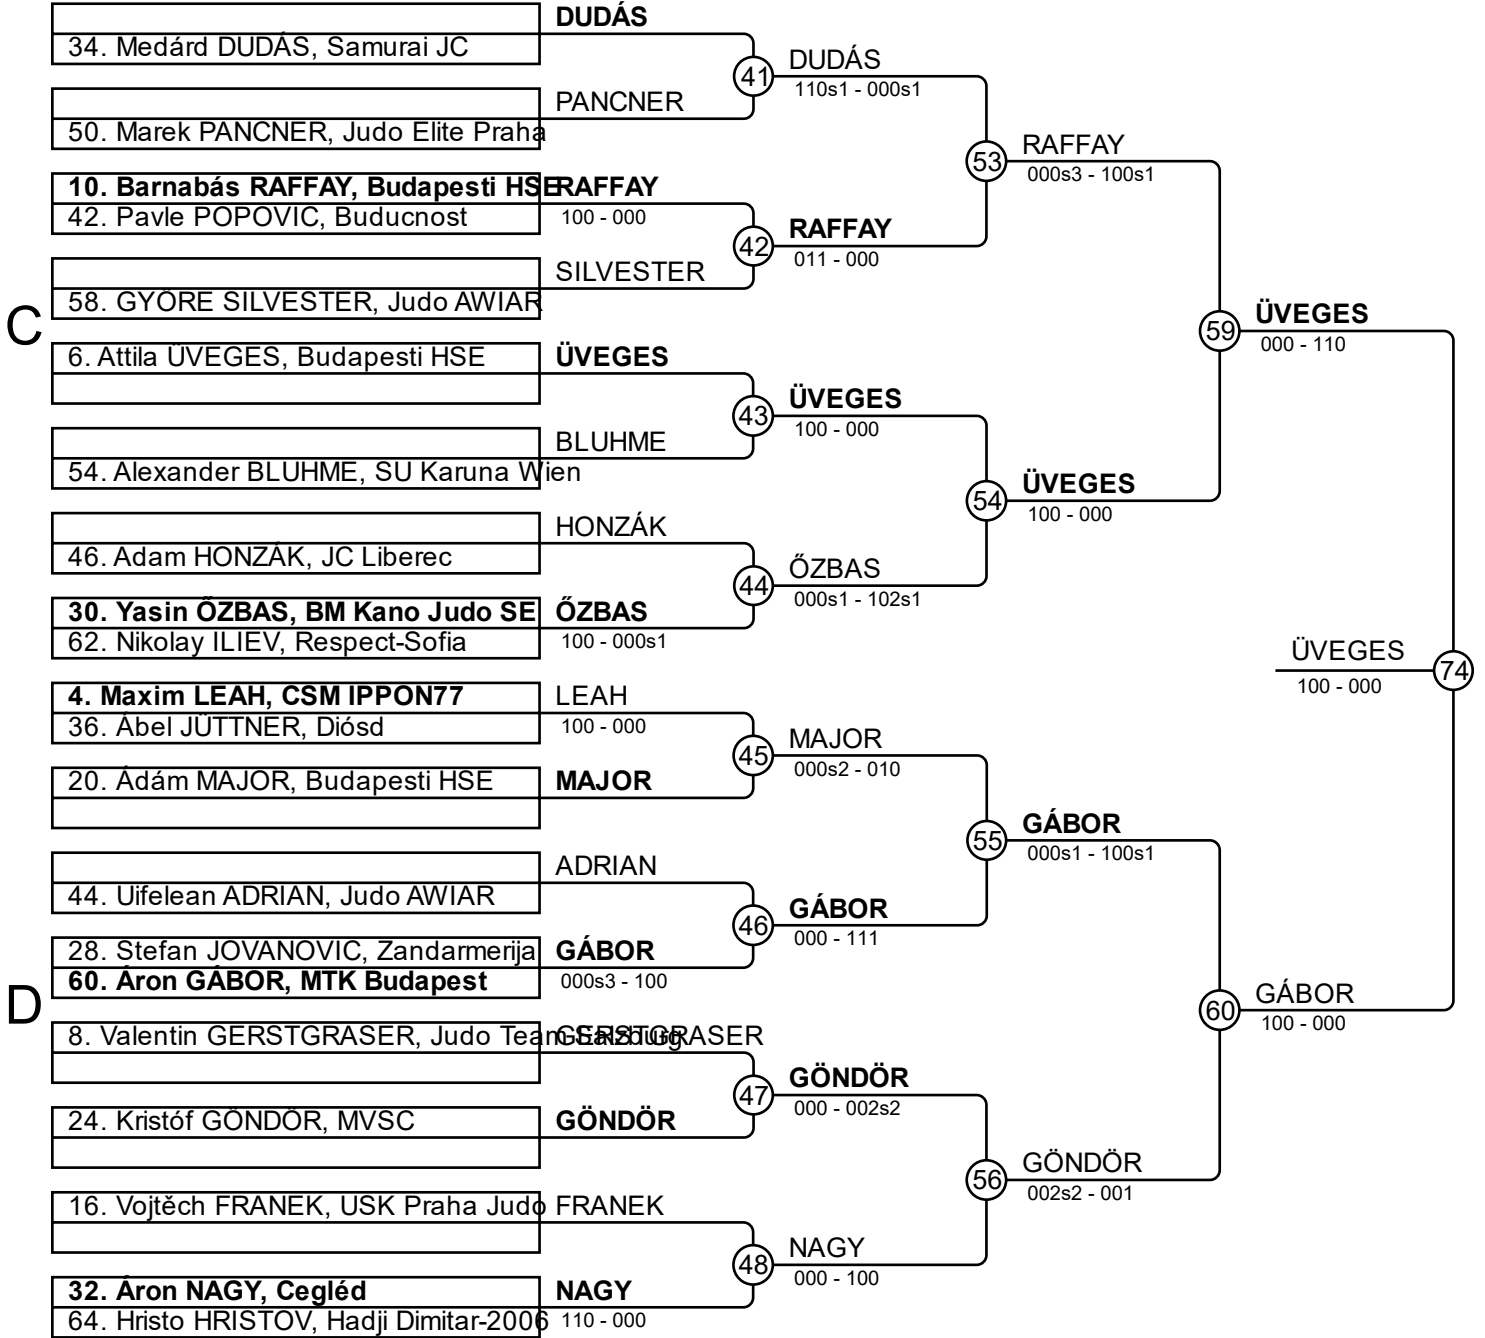 DUDÁS
34. Medárd DUDÁS, Samurai JC
41
DUDÁS
110s1 - 000s1
PANCNER
50. Marek PANCNER, Judo Elite Praha
53
RAFFAY
000s3 - 100s1
10. Barnabás RAFFAY, Budapesti HSE
RAFFAY
42. Pavle POPOVIC, Buducnost
100 - 000
42
RAFFAY
011 - 000
SILVESTER
58. GYÖRE SILVESTER, Judo AWIAR
C
59
ÜVEGES
000 - 110
6. Attila ÜVEGES, Budapesti HSE
ÜVEGES
43
ÜVEGES
100 - 000
BLUHME
54. Alexander BLUHME, SU Karuna Wien
54
ÜVEGES
100 - 000
HONZÁK
46. Adam HONZÁK, JC Liberec
44
ŐZBAS
000s1 - 102s1
30. Yasin ŐZBAS, BM Kano Judo SE
ŐZBAS
62. Nikolay ILIEV, Respect-Sofia
100 - 000s1
ÜVEGES
100 - 000
74
4. Maxim LEAH, CSM IPPON77
LEAH
36. Ábel JÜTTNER, Diósd
100 - 000
45
MAJOR
000s2 - 010
20. Ádám MAJOR, Budapesti HSE
MAJOR
55
GÁBOR
000s1 - 100s1
ADRIAN
44. Uifelean ADRIAN, Judo AWIAR
46
GÁBOR
000 - 111
28. Stefan JOVANOVIC, Zandarmerija
GÁBOR
60. Áron GÁBOR, MTK Budapest
000s3 - 100
D
60
GÁBOR
100 - 000
8. Valentin GERSTGRASER, Judo Team Salzburg
GERSTGRASER
47
GÖNDÖR
000 - 002s2
24. Kristóf GÖNDÖR, MVSC
GÖNDÖR
56
GÖNDÖR
002s2 - 001
16. Vojtěch FRANEK, USK Praha Judo
FRANEK
48
NAGY
000 - 100
32. Áron NAGY, Cegléd
NAGY
64. Hristo HRISTOV, Hadji Dimitar-2006
110 - 000